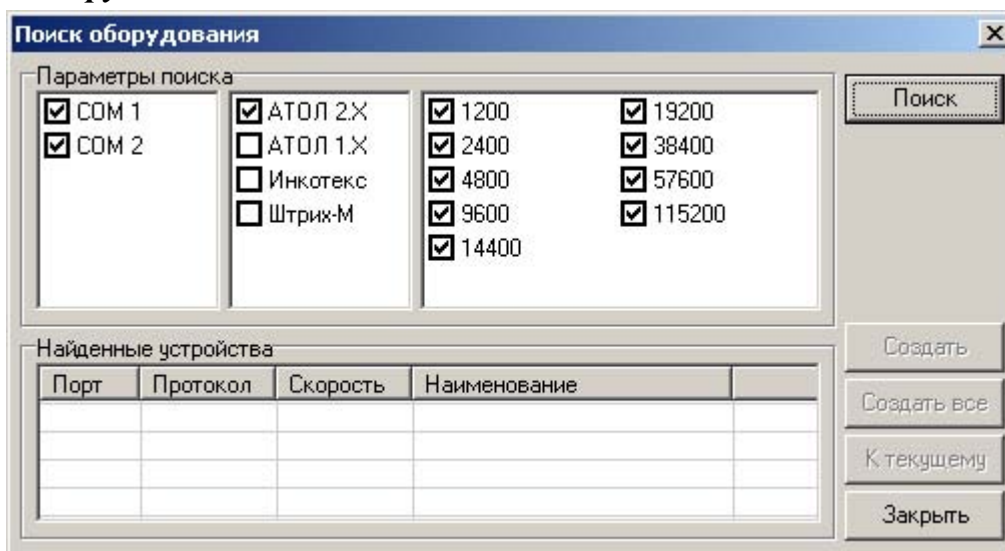 Поиск оборудования
Параметры поиска
COM 1
COM 2
АТОЛ 2.X
АТОЛ 1.X
Инкотекс
Штрих-М
1200
2400
4800
9600
14400
19200
38400
57600
115200
Поиск
Найденные устройства
Порт Протокол Скорость Наименование
Создать
Создать все
К текущему
Закрыть